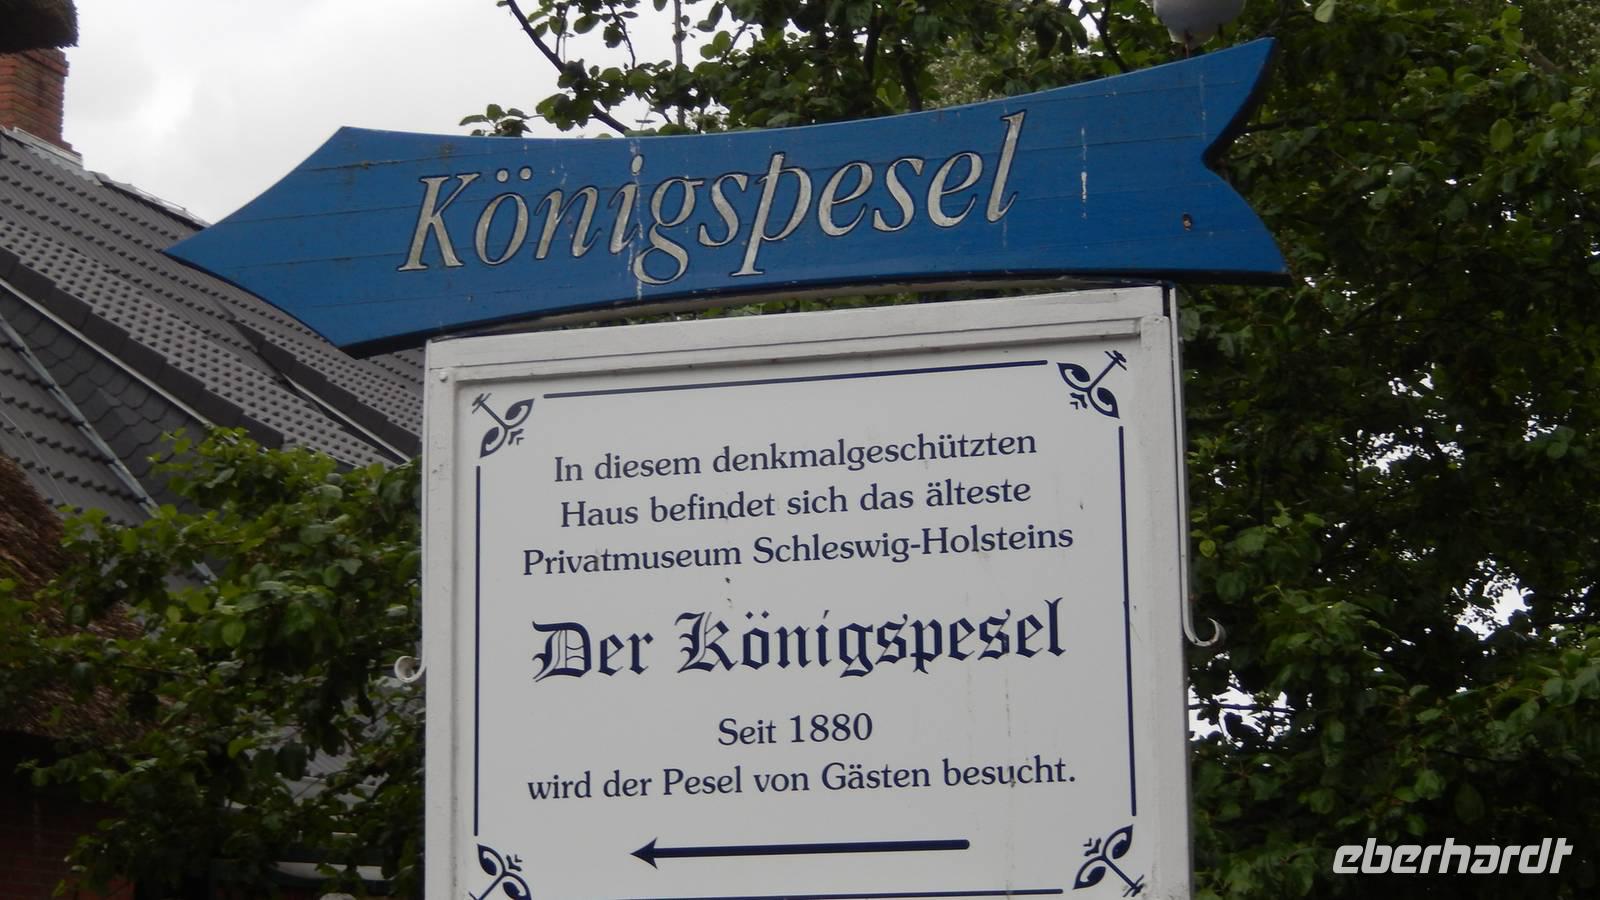 Königspesel
In diesem denkmalgeschützten
Haus befindet sich das älteste
Privatmuseum Schleswig-Holsteins
Der Königspesel
Seit 1880
wird der Pesel von Gästen besucht.
eberhardt